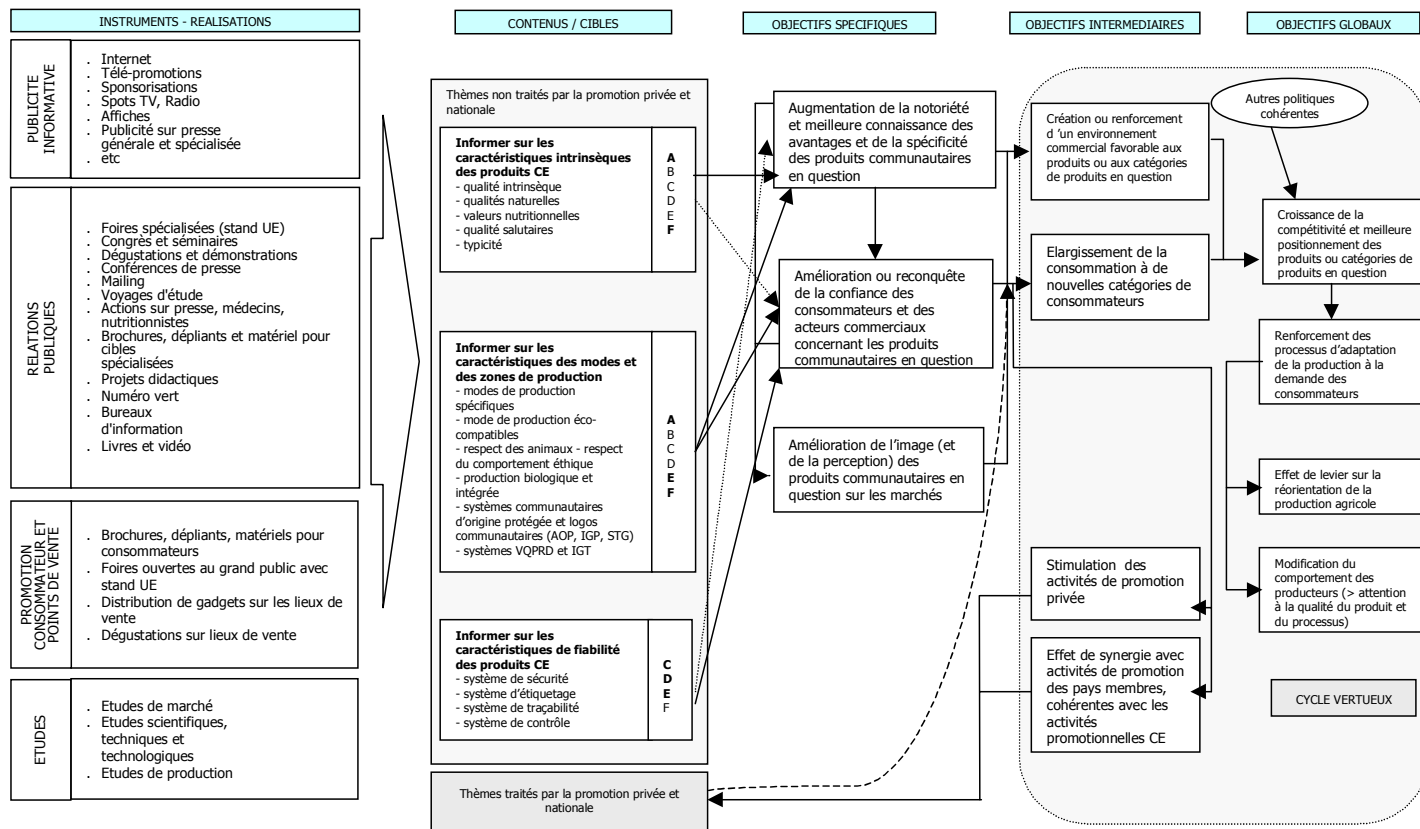 INSTRUMENTS - REALISATIONS
CONTENUS / CIBLES
OBJECTIFS SPECIFIQUES
OBJECTIFS INTERMEDIAIRES
OBJECTIFS GLOBAUX
PUBLICITE
INFORMATIVE
. Internet
. Télé-promotions
. Sponsorisations
. Spots TV, Radio
. Affiches
. Publicité sur presse
générale et spécialisée
. etc
RELATIONS
PUBLIQUES
. Foires spécialisées (stand UE)
. Congrès et séminaires
. Dégustations et démonstrations
. Conférences de presse
. Mailing
. Voyages d'étude
. Actions sur presse, médecins,
nutritionnistes
. Brochures, dépliants et matériel pour
cibles
spécialisées
. Projets didactiques
. Numéro vert
. Bureaux
d'information
. Livres et vidéo
PROMOTION
CONSOMMATEUR ET
POINTS DE VENTE
. Brochures, dépliants, matériels pour
consommateurs
. Foires ouvertes au grand public avec
stand UE
. Distribution de gadgets sur les lieux de
vente
. Dégustations sur lieux de vente
ETUDES
. Etudes de marché
. Etudes scientifiques,
techniques et
technologiques
. Etudes de production
Thèmes non traités par la promotion privée et
nationale
Informer sur les
caractéristiques intrinsèques
des produits CE
- qualité intrinsèque
- qualités naturelles
- valeurs nutritionnelles
- qualité salutaires
- typicité
A
B
C
D
E
F
Informer sur les
caractéristiques des modes et
des zones de production
- modes de production
spécifiques
- mode de production éco-
compatibles
- respect des animaux - respect
du comportement éthique
- production biologique et
intégrée
- systèmes communautaires
d'origine protégée et logos
communautaires (AOP, IGP, STG)
- systèmes VQPRD et IGT
A
B
C
D
E
F
Informer sur les
caractéristiques de fiabilité
des produits CE
- système de sécurité
- système d'étiquetage
- système de traçabilité
- système de contrôle
C
D
E
F
Thèmes traités par la promotion privée et
nationale
Augmentation de la notoriété
et meilleure connaissance des
avantages et de la spécificité
des produits communautaires
en question
Amélioration ou reconquête
de la confiance des
consommateurs et des
acteurs commerciaux
concernant les produits
communautaires en question
Amélioration de l'image (et
de la perception) des
produits communautaires en
question sur les marchés
Création ou renforcement
d 'un environnement
commercial favorable aux
produits ou aux catégories
de produits en question
Elargissement de la
consommation à de
nouvelles catégories de
consommateurs
Stimulation des
activités de promotion
privée
Effet de synergie avec
activités de promotion
des pays membres,
cohérentes avec les
activités
promotionnelles CE
Autres politiques
cohérentes
Croissance de la
compétitivité et meilleure
positionnement des
produits ou catégories de
produits en question
Renforcement des
processus d'adaptation
de la production à la
demande des
consommateurs
Effet de levier sur la
réorientation de la
production agricole
Modification du
comportement des
producteurs (> attention
à la qualité du produit et
du processus)
CYCLE VERTUEUX